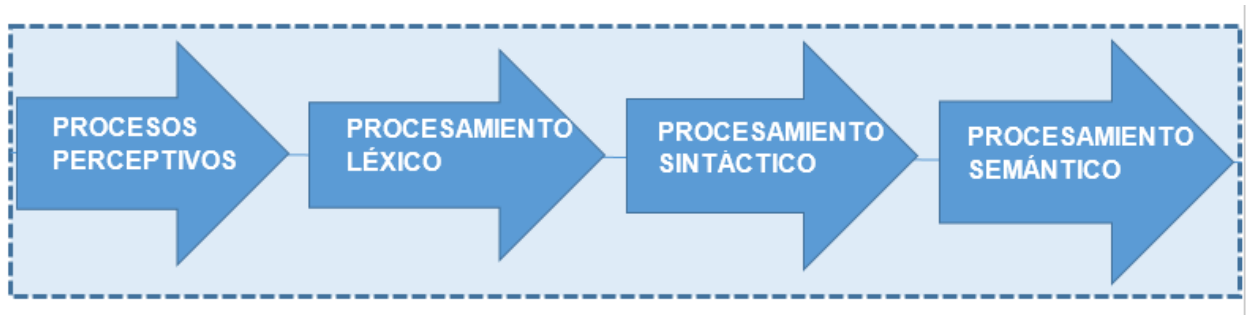 PROCESOS
PERCEPTIVOS
PROCESAMIENTO
LÉXICO
PROCESAMIENTO
SINTÁCTICO
PROCESAMIENTO
SEMÁNTICO